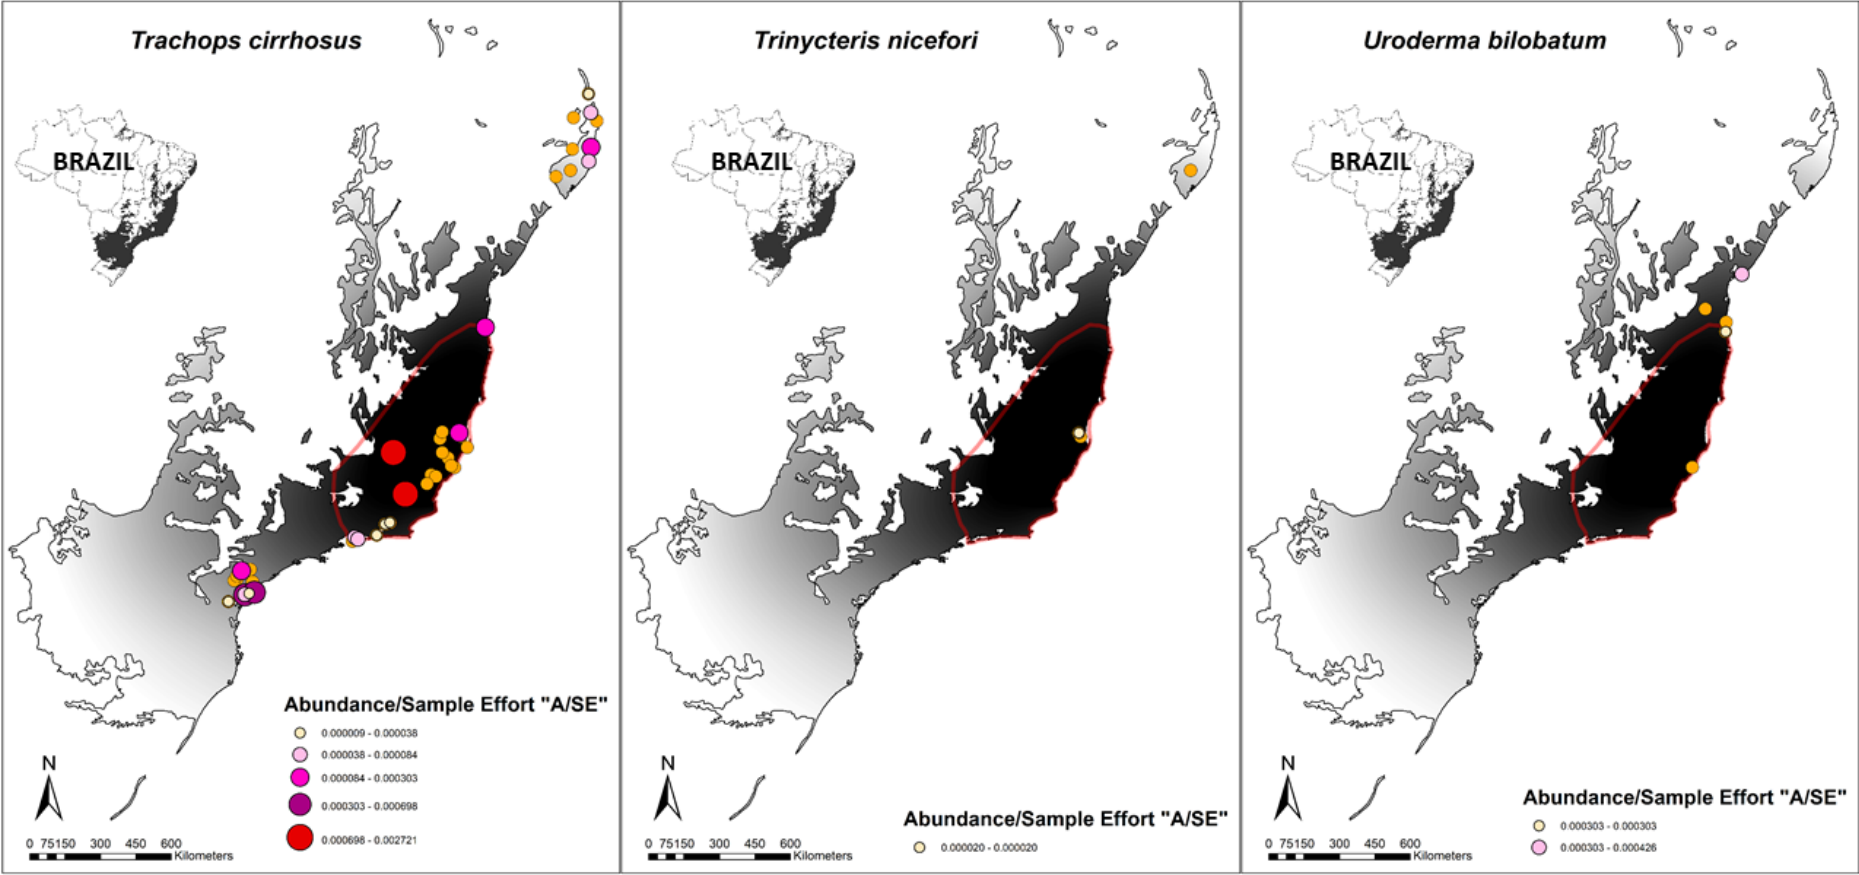 Trachops cirrhosus
BRAZIL
Abundance/Sample Effort "A/SE"
0.000009 - 0.000038
0.000038 - 0.000084
0.000084 - 0.000303
0.000303 - 0.000698
0.000698 - 0.002721
N
0 75150 300 450 600
Kilometers
Trinycteris nicefori
BRAZIL
Abundance/Sample Effort "A/SE"
0.000020 - 0.000020
N
0 75150 300 450 600
Kilometers
Uroderma bilobatum
BRAZIL
Abundance/Sample Effort "A/SE"
0.000303 - 0.000303
0.000303 - 0.000426
N
0 75150 300 450 600
Kilometers